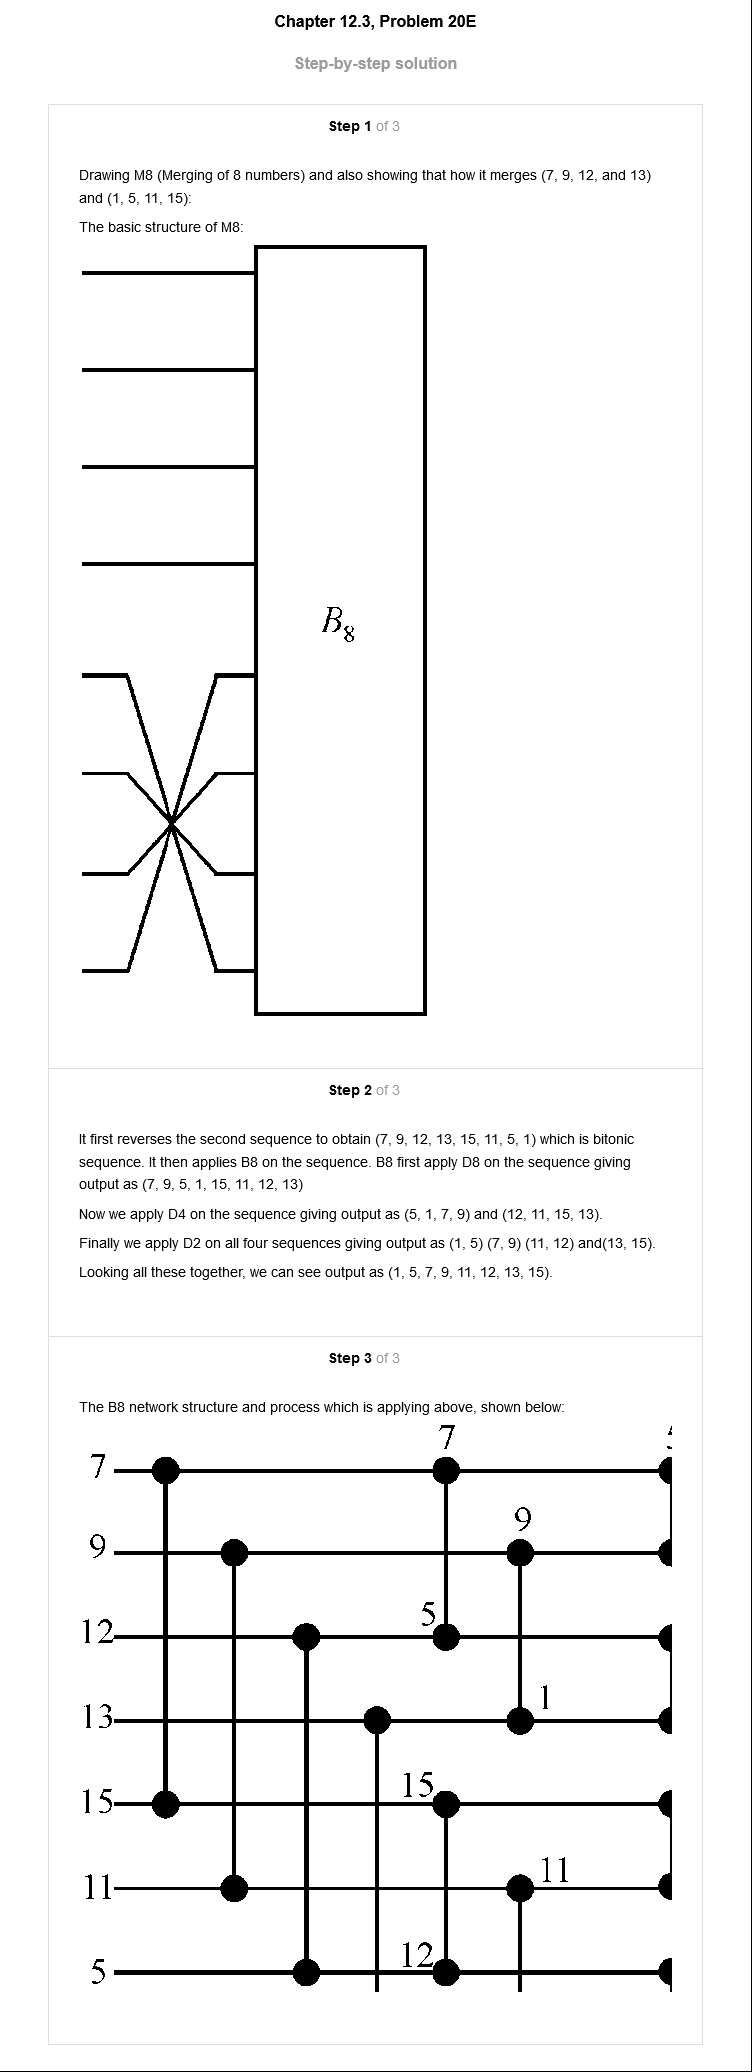 Chapter 12.3, Problem 20E
Step-by-step solution
Step 1 of 3
Drawing M8 (Merging of 8 numbers) and also showing that how it merges (7, 9, 12, and 13)
and (1, 5, 11, 15):
The basic structure of M8:
B8
Step 2 of 3
It first reverses the second sequence to obtain (7, 9, 12, 13, 15, 11, 5, 1) which is bitonic
sequence. It then applies B8 on the sequence. B8 first apply D8 on the sequence giving
output as (7, 9, 5, 1, 15, 11, 12, 13)
Now we apply D4 on the sequence giving output as (5, 1, 7, 9) and (12, 11, 15, 13).
Finally we apply D2 on all four sequences giving output as (1, 5) (7, 9) (11, 12) and(13, 15).
Looking all these together, we can see output as (1, 5, 7, 9, 11, 12, 13, 15).
Step 3 of 3
The B8 network structure and process which is applying above, shown below:
7
7
9
9
5
12
1
13
15
15
11
11
12
5